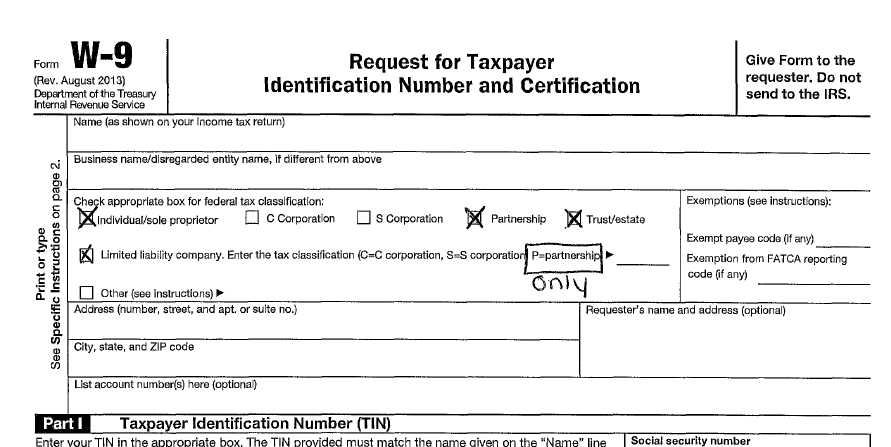 Form W-9
(Rev. August 2013)
Department of the Treasury
Internal Revenue Service
Request for Taxpayer
Identification Number and Certification
Give Form to the
requester. Do not
send to the IRS.
Print or type
See Specific Instructions on page 2.
Name (as shown on your income tax return)
Business name/disregarded entity name, if different from above
Check appropriate box for federal tax classification:
Individual/sole proprietor C Corporation S Corporation Partnership Trust/estate
Limited liability company. Enter the tax classification (C=C corporation, S=S corporation P=partnership ▶
only
Other (see instructions) ▶
Exemptions (see instructions):
Exempt payee code (if any)
Exemption from FATCA reporting
code (if any)
Address (number, street, and apt. or suite no.)
Requester's name and address (optional)
City, state, and ZIP code
List account number(s) here (optional)
Part I Taxpayer Identification Number (TIN)
Enter your TIN in the appropriate box. The TIN provided must match the name given on the "Name" line
Social security number